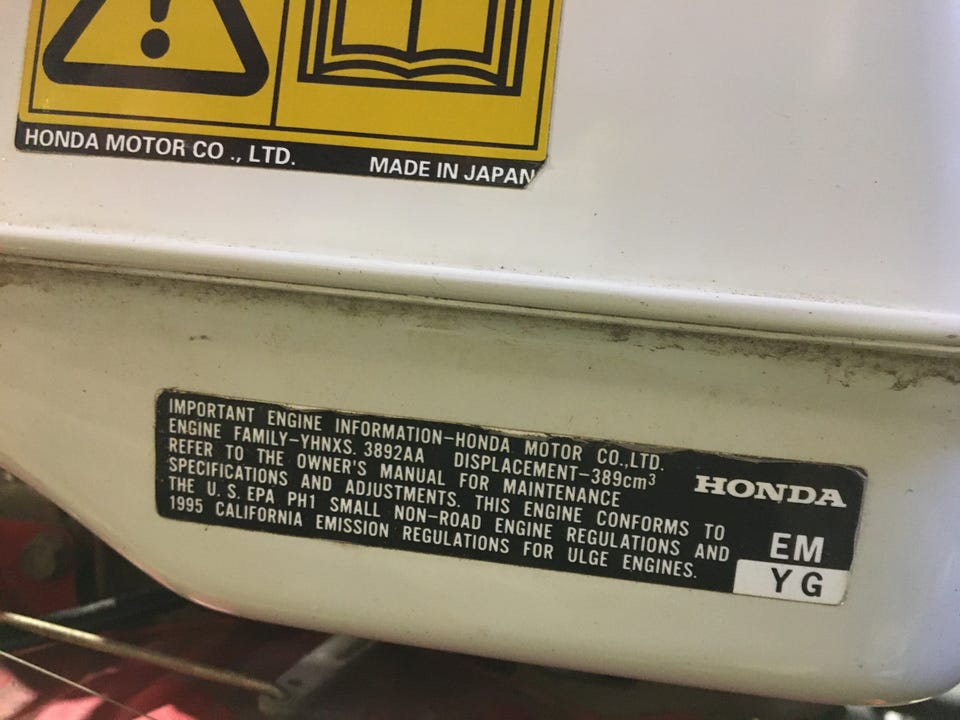 HONDA MOTOR CO., LTD. MADE IN JAPAN
IMPORTANT ENGINE INFORMATION-HONDA MOTOR CO.,LTD.
ENGINE FAMILY-YHNXS. 3892AA DISPLACEMENT-389cm³
REFER TO THE OWNER'S MANUAL FOR MAINTENANCE
SPECIFICATIONS AND ADJUSTMENTS. THIS ENGINE CONFORMS TO
THE U.S. EPA PH1 SMALL NON-ROAD ENGINE REGULATIONS AND
1995 CALIFORNIA EMISSION REGULATIONS FOR ULGE ENGINES.
HONDA
EM
YG